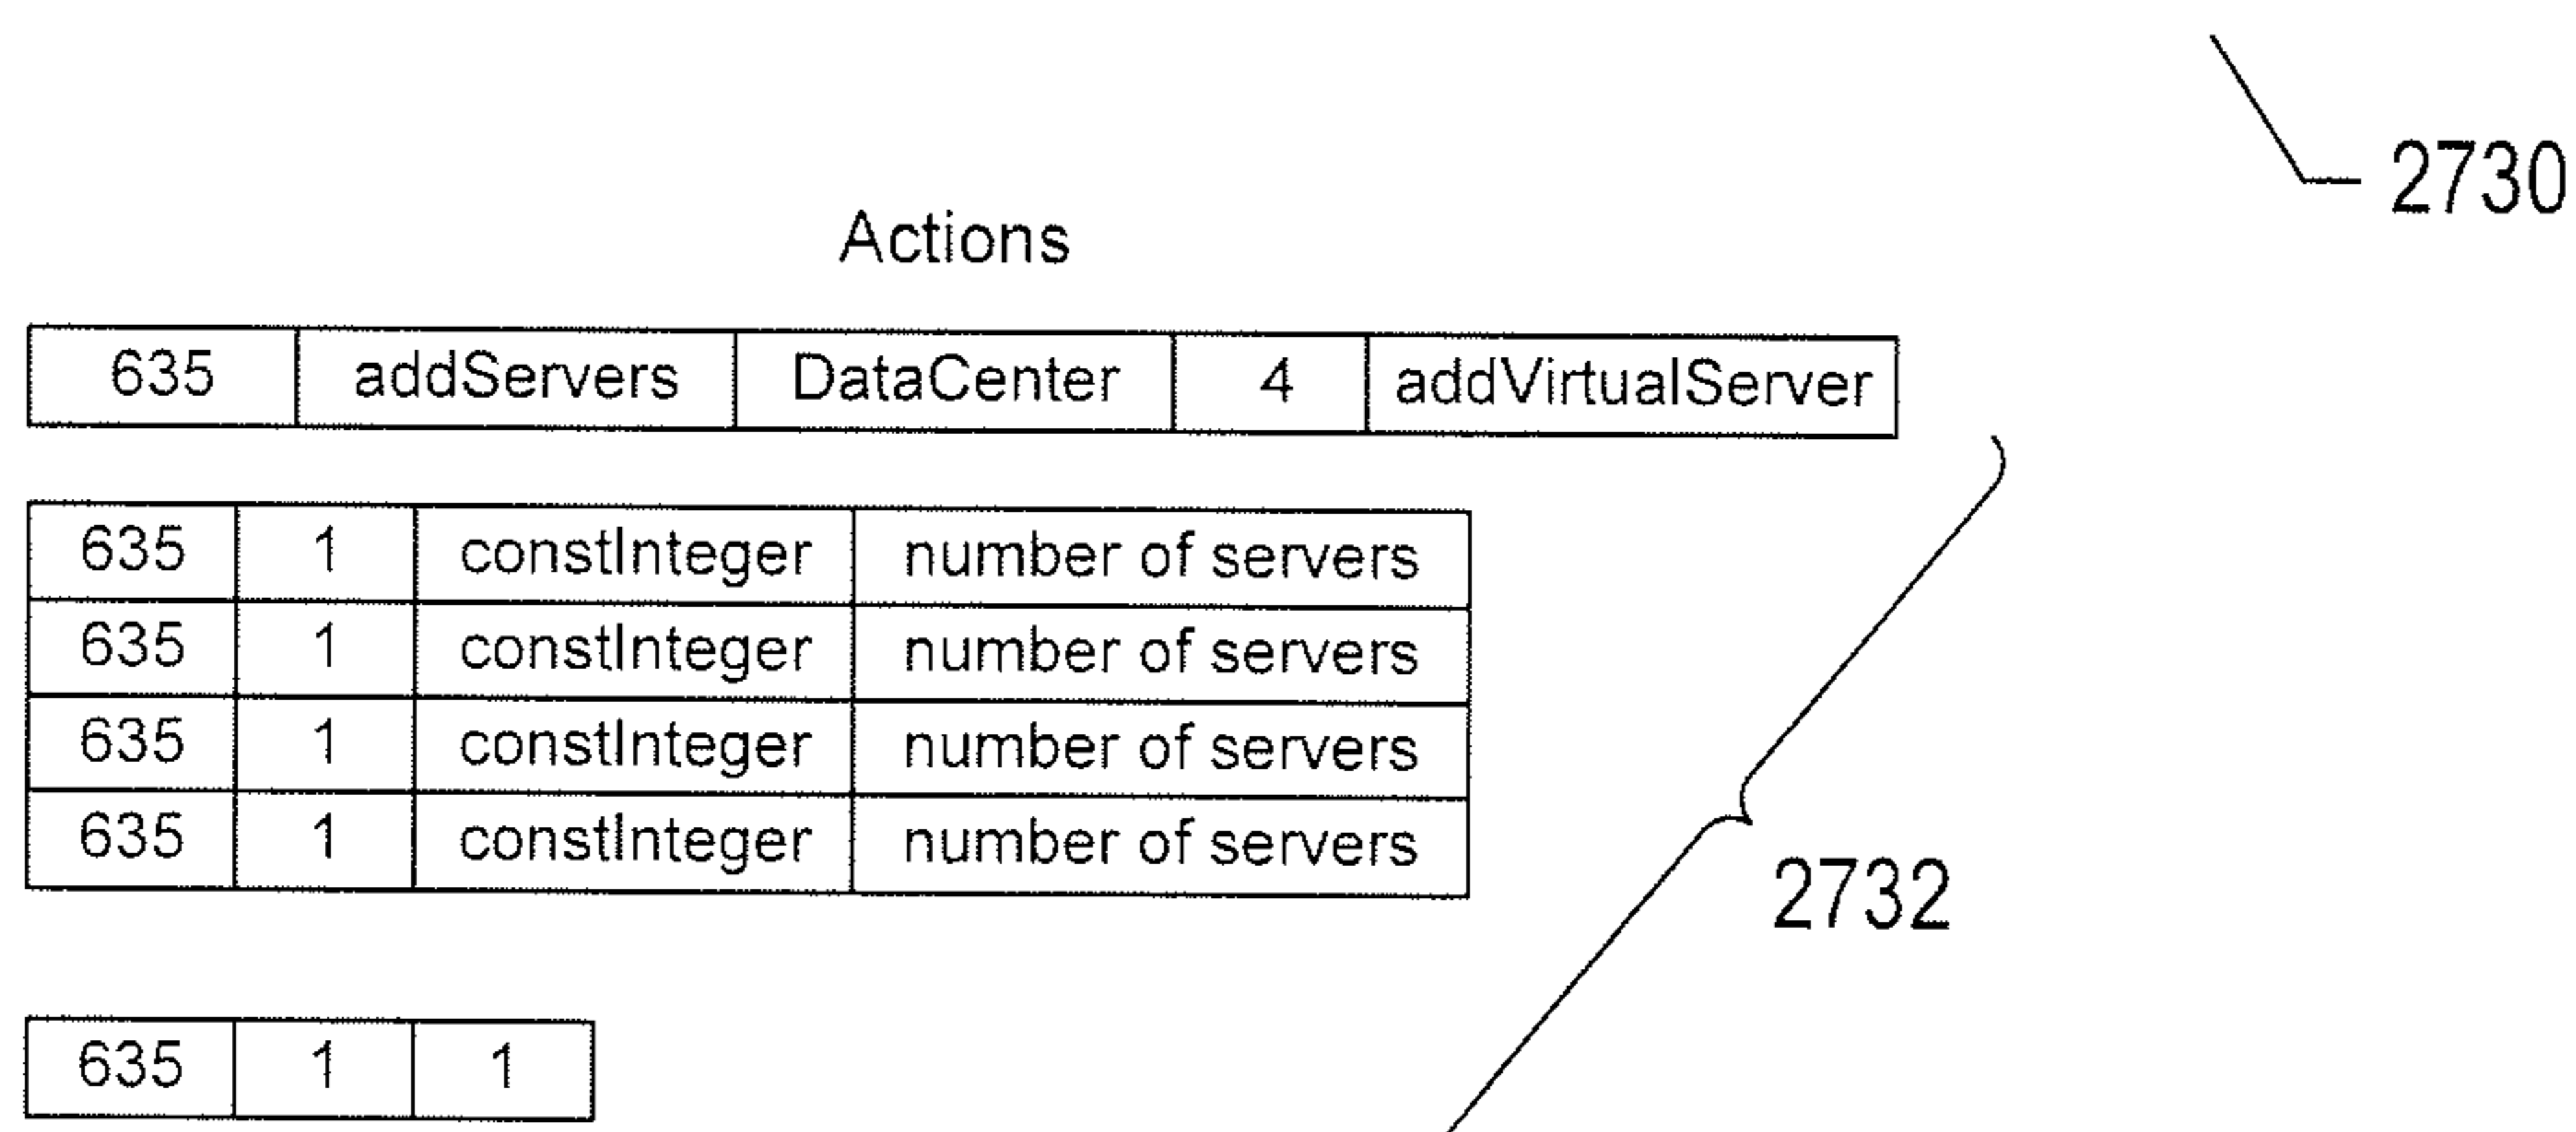 2730
Actions
635 addServers DataCenter 4 addVirtualServer
635 1 constInteger number of servers
635 1 constInteger number of servers
635 1 constInteger number of servers
635 1 constInteger number of servers
2732
635 1 1